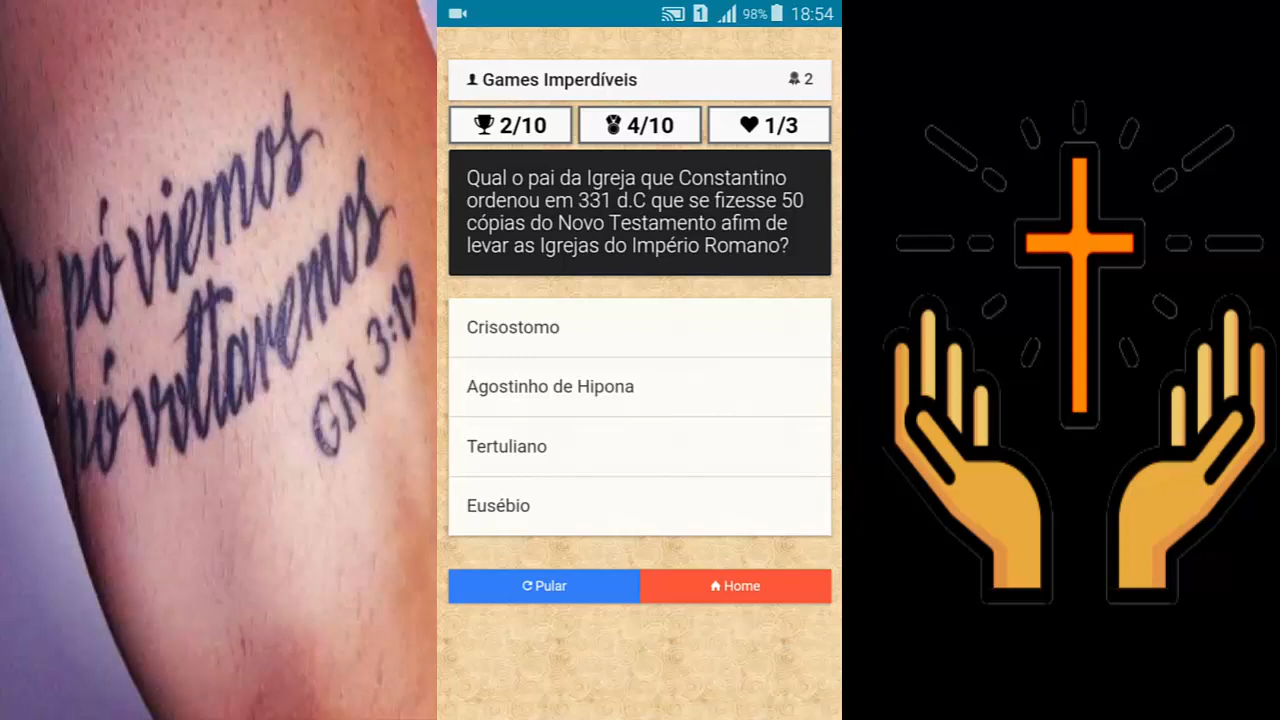 pó viemos
pó voltaremos
GN 3:19
98% 18:54
Games Imperdíveis
2
2/10
4/10
1/3
Qual o pai da Igreja que Constantino
ordenou em 331 d.C que se fizesse 50
cópias do Novo Testamento afim de
levar as Igrejas do Império Romano?
Crisostomo
Agostinho de Hipona
Tertuliano
Eusébio
Pular
Home